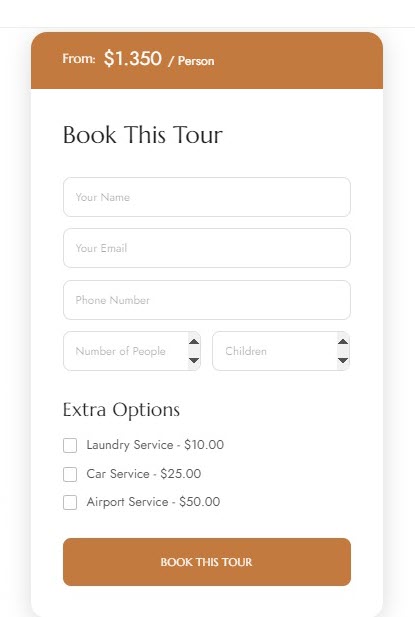 From: $1.350 / Person
Book This Tour
Your Name
Your Email
Phone Number
Number of People Children
Extra Options
Laundry Service - $10.00
Car Service - $25.00
Airport Service - $50.00
BOOK THIS TOUR